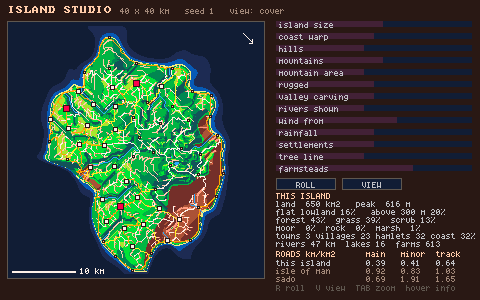 ISLAND STUDIO 40 x 40 km seed 1 view: cover
island size
coast warp
hills
mountains
mountain area
rugged
valley carving
rivers shown
wind from
rainfall
settlements
tree line
farmsteads
ROLL VIEW
THIS ISLAND
land 650 km2 peak 616 m
flat lowland 16% above 300 m 20%
forest 43% grass 39% scrub 13%
moor 0% rock 0% marsh 1%
towns 3 villages 23 hamlets 32 coast 32%
rivers 47 km lakes 16 farms 613
ROADS km/km2 main minor track
this island 0.39 0.41 0.64
isle of man 0.92 0.83 1.03
sado 0.69 1.91 1.65
R roll V view TAB zoom hover info
10 km